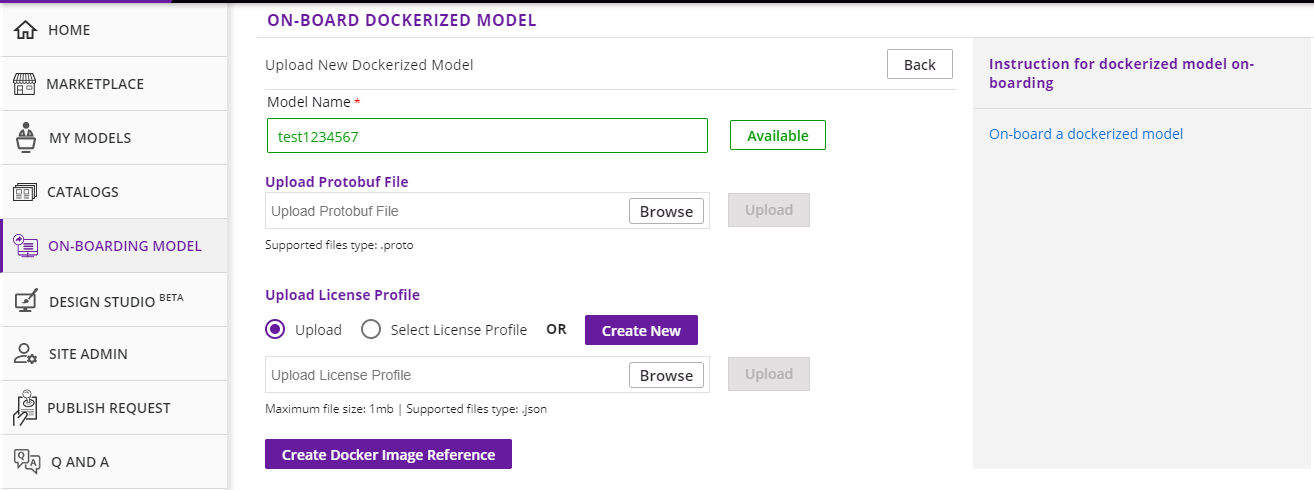 HOME
MARKETPLACE
MY MODELS
CATALOGS
ON-BOARDING MODEL
DESIGN STUDIO BETA
SITE ADMIN
PUBLISH REQUEST
Q AND A
ON-BOARD DOCKERIZED MODEL
Upload New Dockerized Model
Back
Model Name *
test1234567
Available
Upload Protobuf File
Upload Protobuf File Browse Upload
Supported files type: .proto
Upload License Profile
Upload Select License Profile OR Create New
Upload License Profile Browse Upload
Maximum file size: 1mb | Supported files type: .json
Create Docker Image Reference
Instruction for dockerized model on-
boarding
On-board a dockerized model